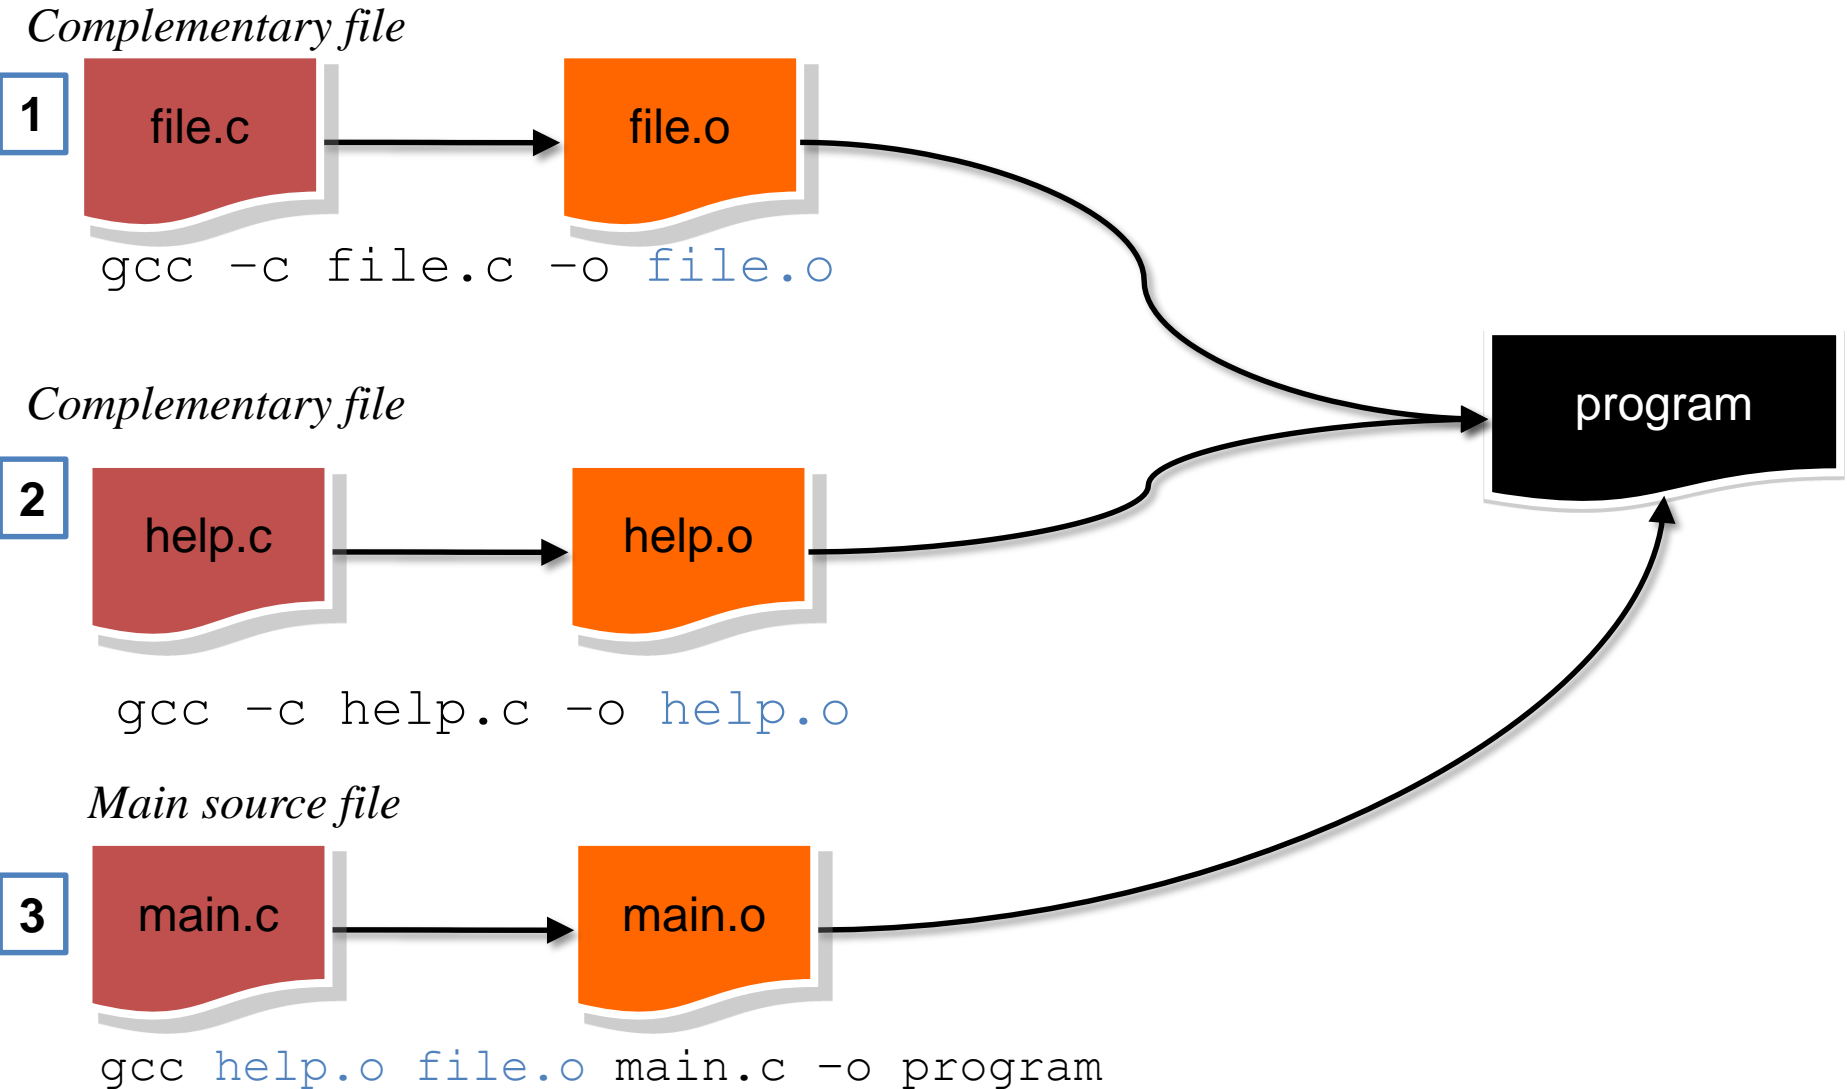 Complementary file
1
file.c
file.o
gcc –c file.c –o file.o
Complementary file
program
2
help.c
help.o
gcc –c help.c –o help.o
Main source file
3
main.c
main.o
gcc help.o file.o main.c –o program